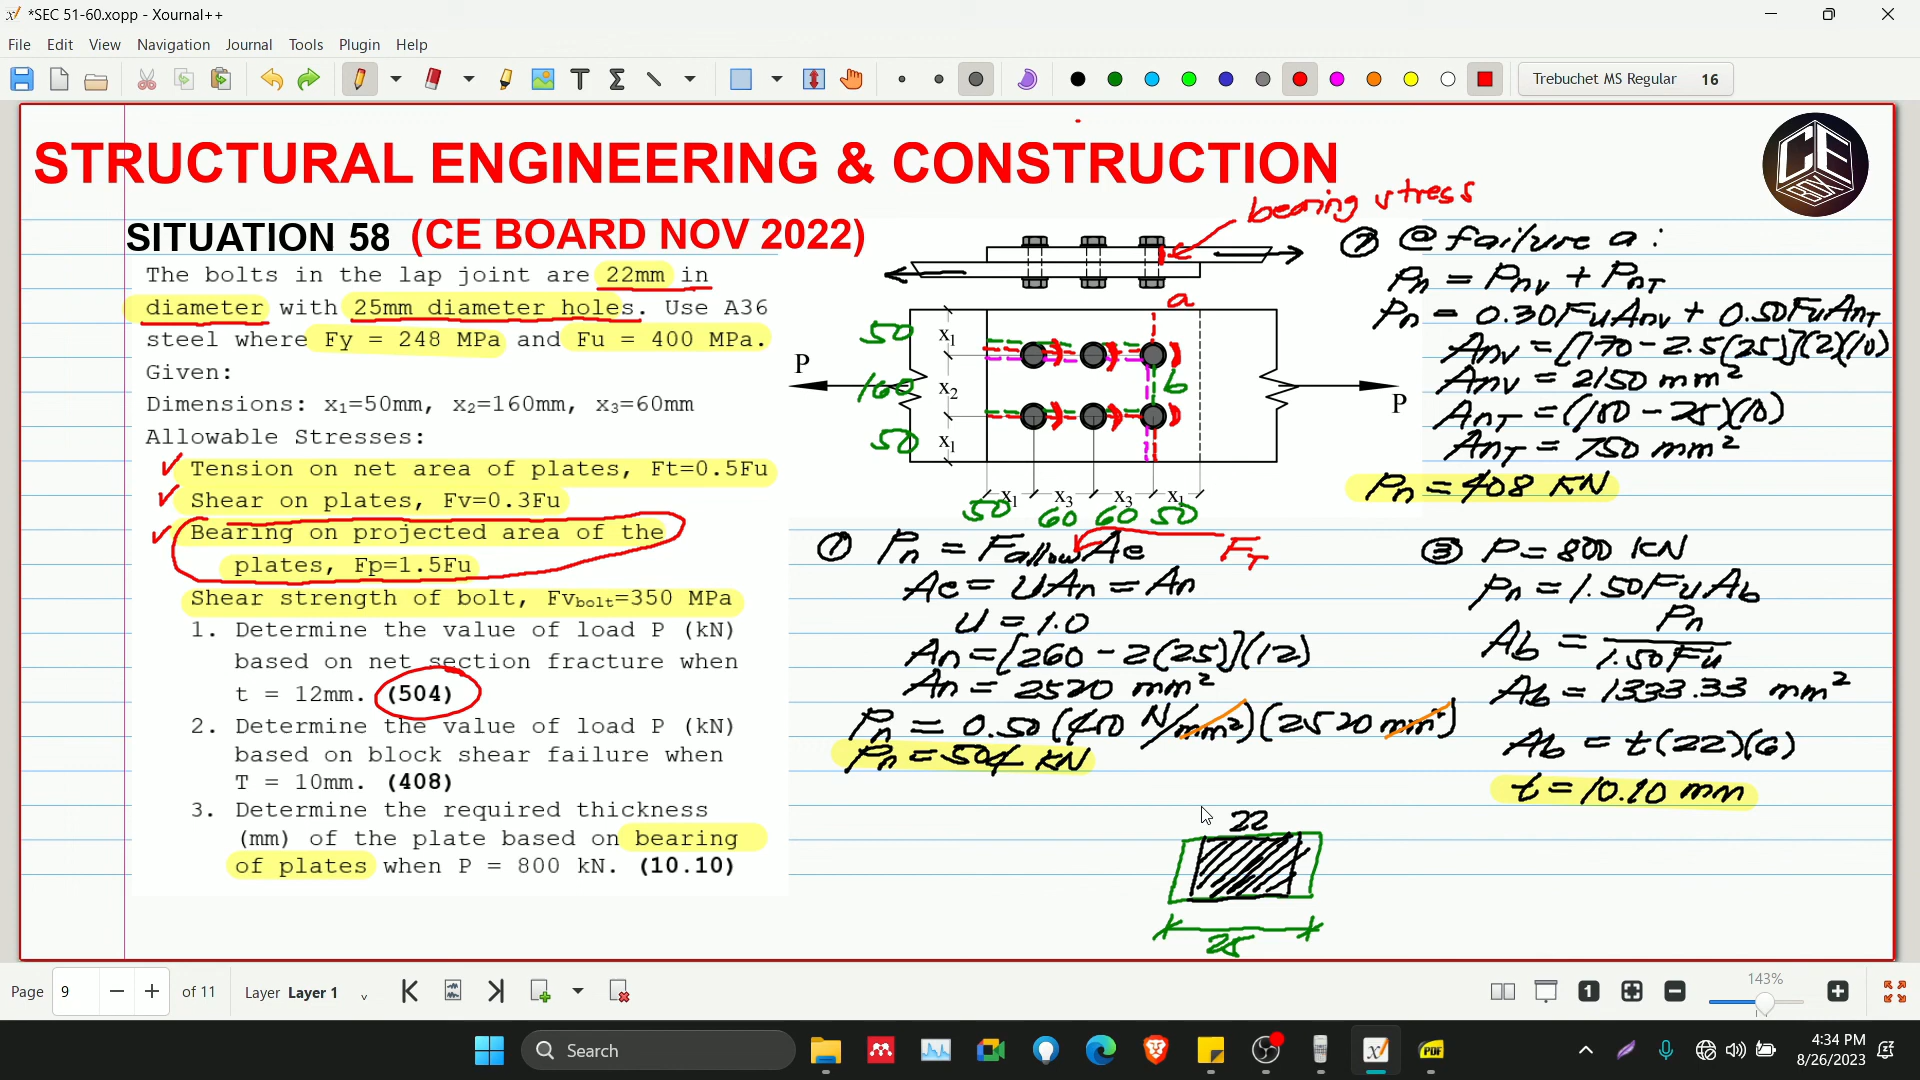 *SEC 51-60.xopp - Xournal++
File Edit View Navigation Journal Tools Plugin Help
Trebuchet MS Regular 16
STRUCTURAL ENGINEERING & CONSTRUCTION
CE
SITUATION 58 (CE BOARD NOV 2022)
The bolts in the lap joint are 22mm in
diameter with 25mm diameter holes. Use A36
steel where Fy = 248 MPa and Fu = 400 MPa.
Given:
Dimensions: x₁=50mm, x₂=160mm, x₃=60mm
Allowable Stresses:
✓ Tension on net area of plates, Ft=0.5Fu
✓ Shear on plates, Fv=0.3Fu
✓ Bearing on projected area of the
plates, Fp=1.5Fu
Shear strength of bolt, Fvbolt=350 MPa
1. Determine the value of load P (kN)
based on net section fracture when
t = 12mm. (504)
2. Determine the value of load P (kN)
based on block shear failure when
T = 10mm. (408)
3. Determine the required thickness
(mm) of the plate based on bearing
of plates when P = 800 kN. (10.10)
bearing stress
a
50 x₁
P
160 x₂ b
P
50 x₁
x₁ x₃ x₃ x₁
50 60 60 50
① Pn = Fallow Ae FT
Ae = UAn = An
U = 1.0
An = [260 - 2(25)](12)
An = 2520 mm²
Pn = 0.50(400 N/mm²)(2520 mm²)
Pn = 504 KN
22
25
② @ failure a :
Pn = Pnv + PnT
Pn = 0.30FuAnv + 0.50FuAnT
Anv = [170 - 2.5(25)](2)(10)
Anv = 2150 mm²
AnT = (100 - 25)(10)
AnT = 750 mm²
Pn = 408 KN
③ P = 800 KN
Pn = 1.50FuAb
Ab = Pn / 1.50Fu
Ab = 1333.33 mm²
Ab = t(22)(6)
t = 10.10 mm
Page 9 of 11 Layer Layer 1 143%
Search
PDF
4:34 PM
8/26/2023